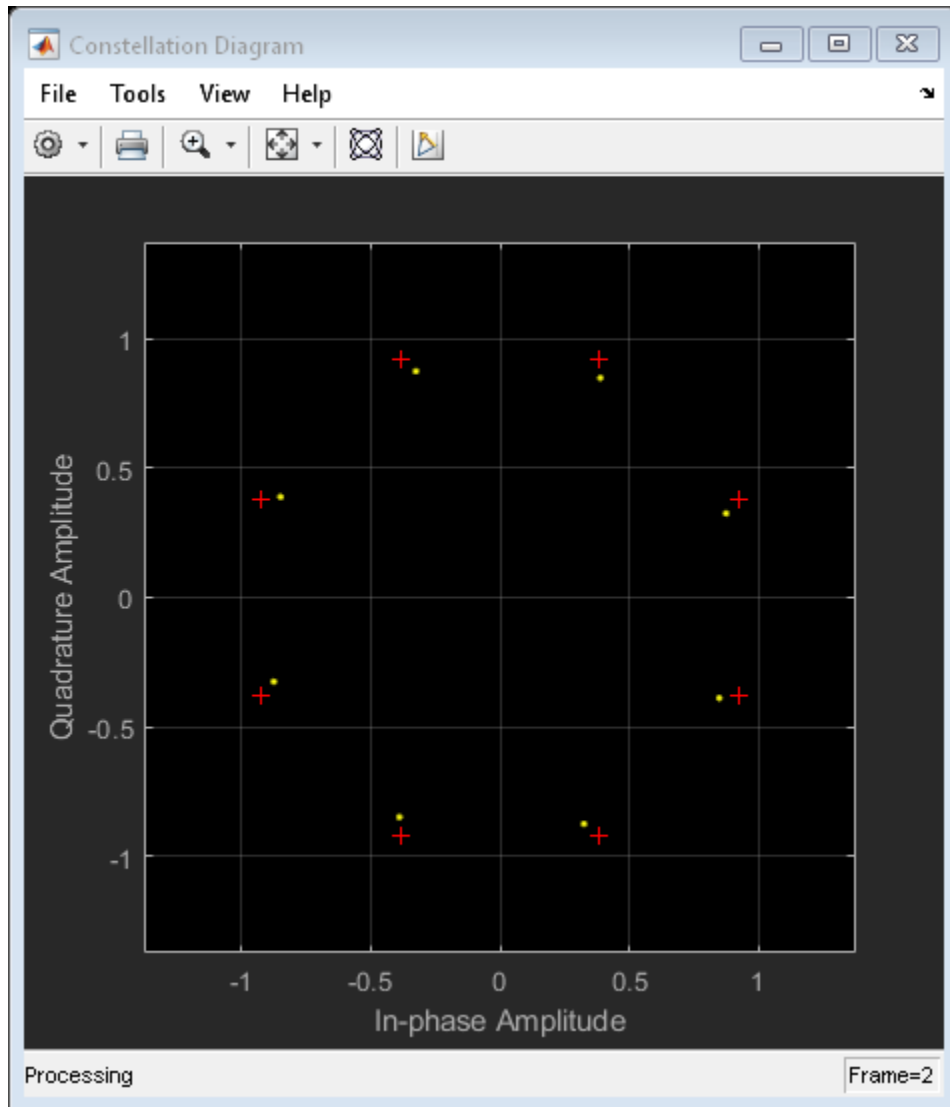 Constellation Diagram
File Tools View Help
1
0.5
0
-0.5
-1
Quadrature Amplitude
-1 -0.5 0 0.5 1
In-phase Amplitude
Processing Frame=2